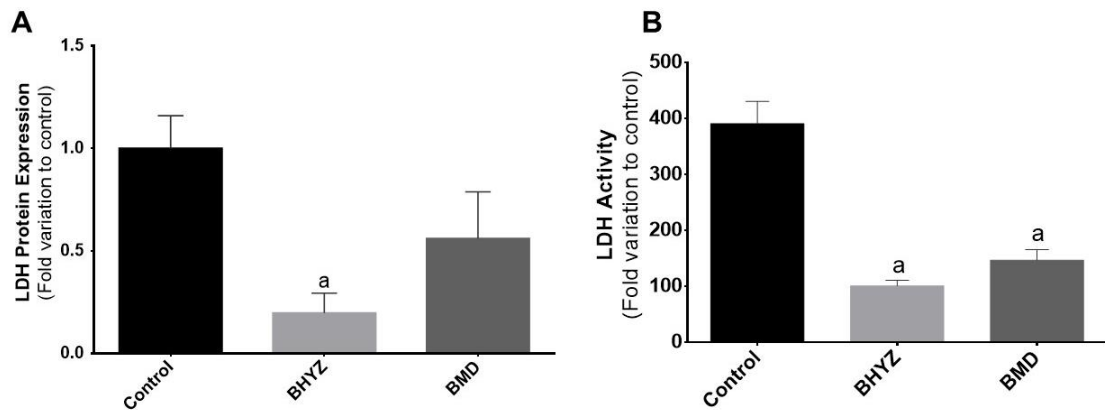 A
LDH Protein Expression
(Fold variation to control)
1.5
1.0
0.5
0.0
a
Control
BHYZ
BMD
B
LDH Activity
(Fold variation to control)
500
400
300
200
100
0
a
a
Control
BHYZ
BMD